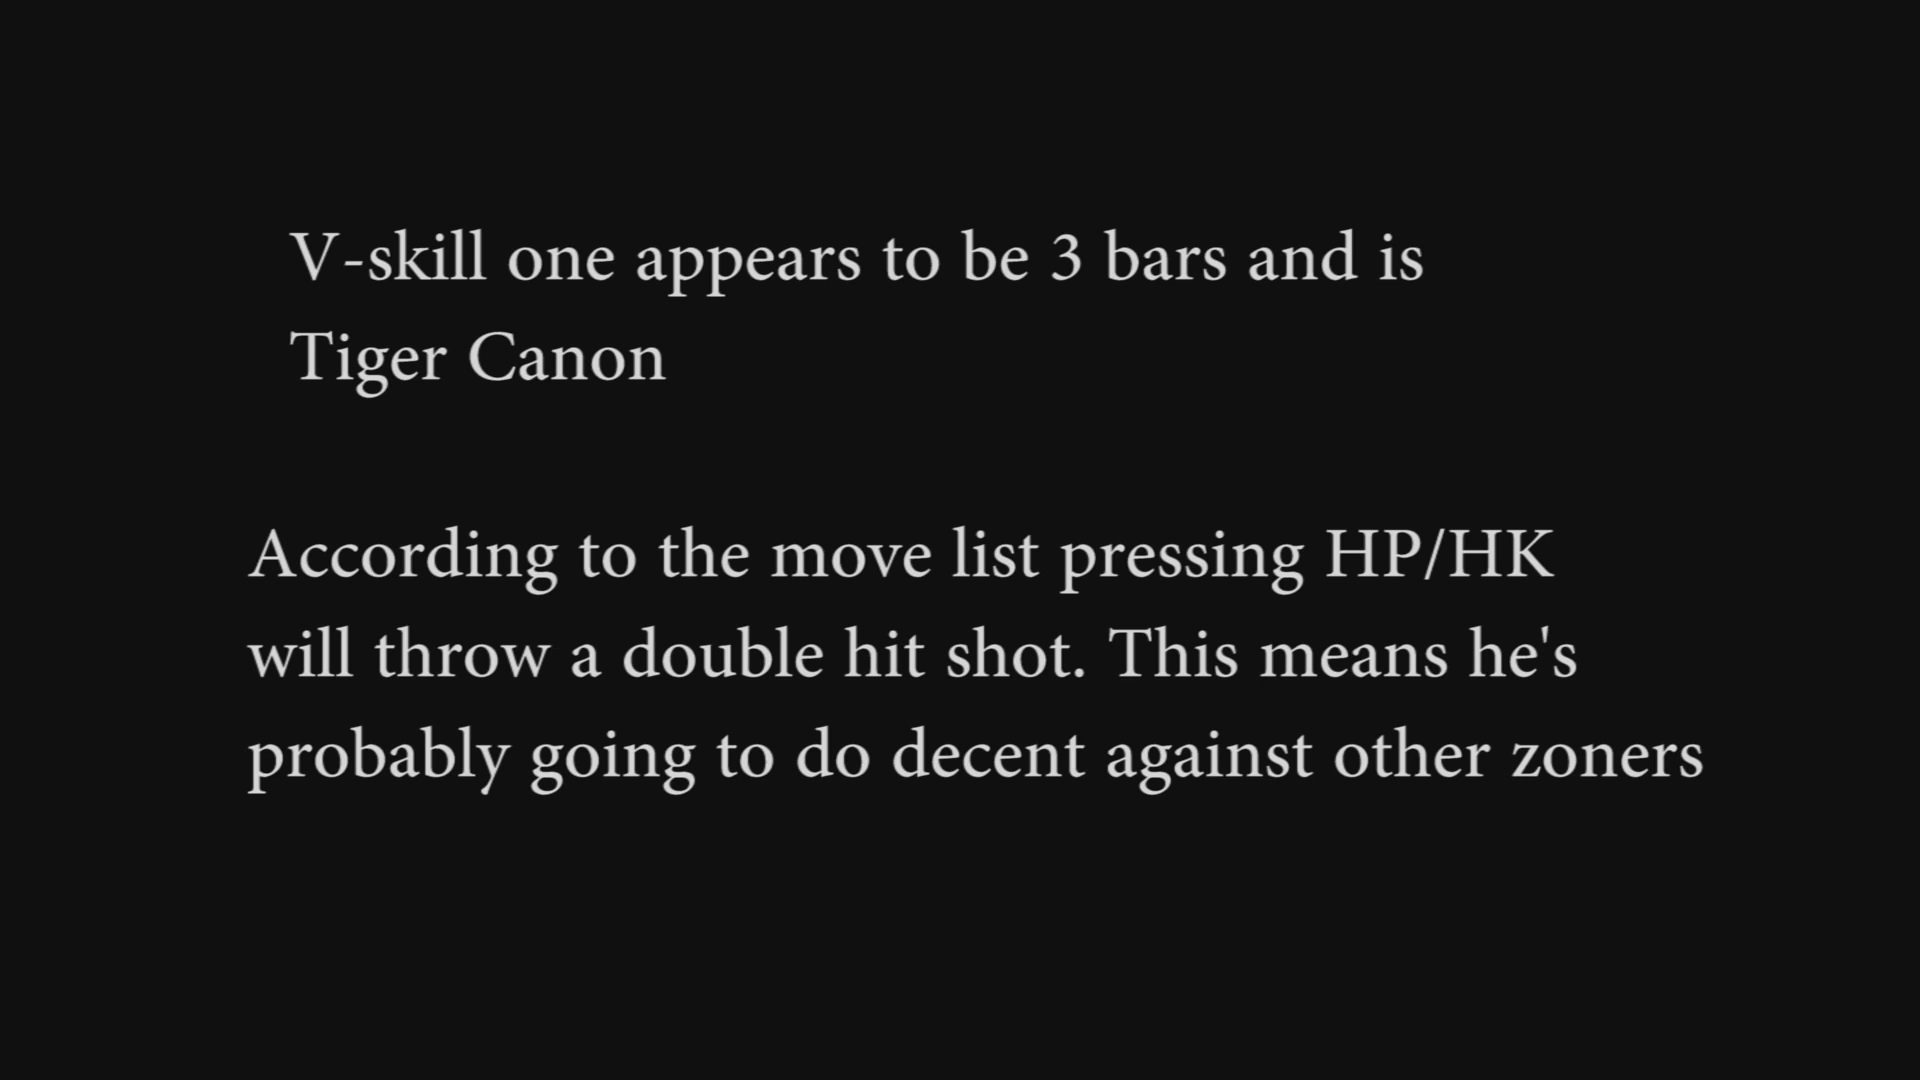 V-skill one appears to be 3 bars and is
Tiger Canon
According to the move list pressing HP/HK
will throw a double hit shot. This means he's
probably going to do decent against other zoners